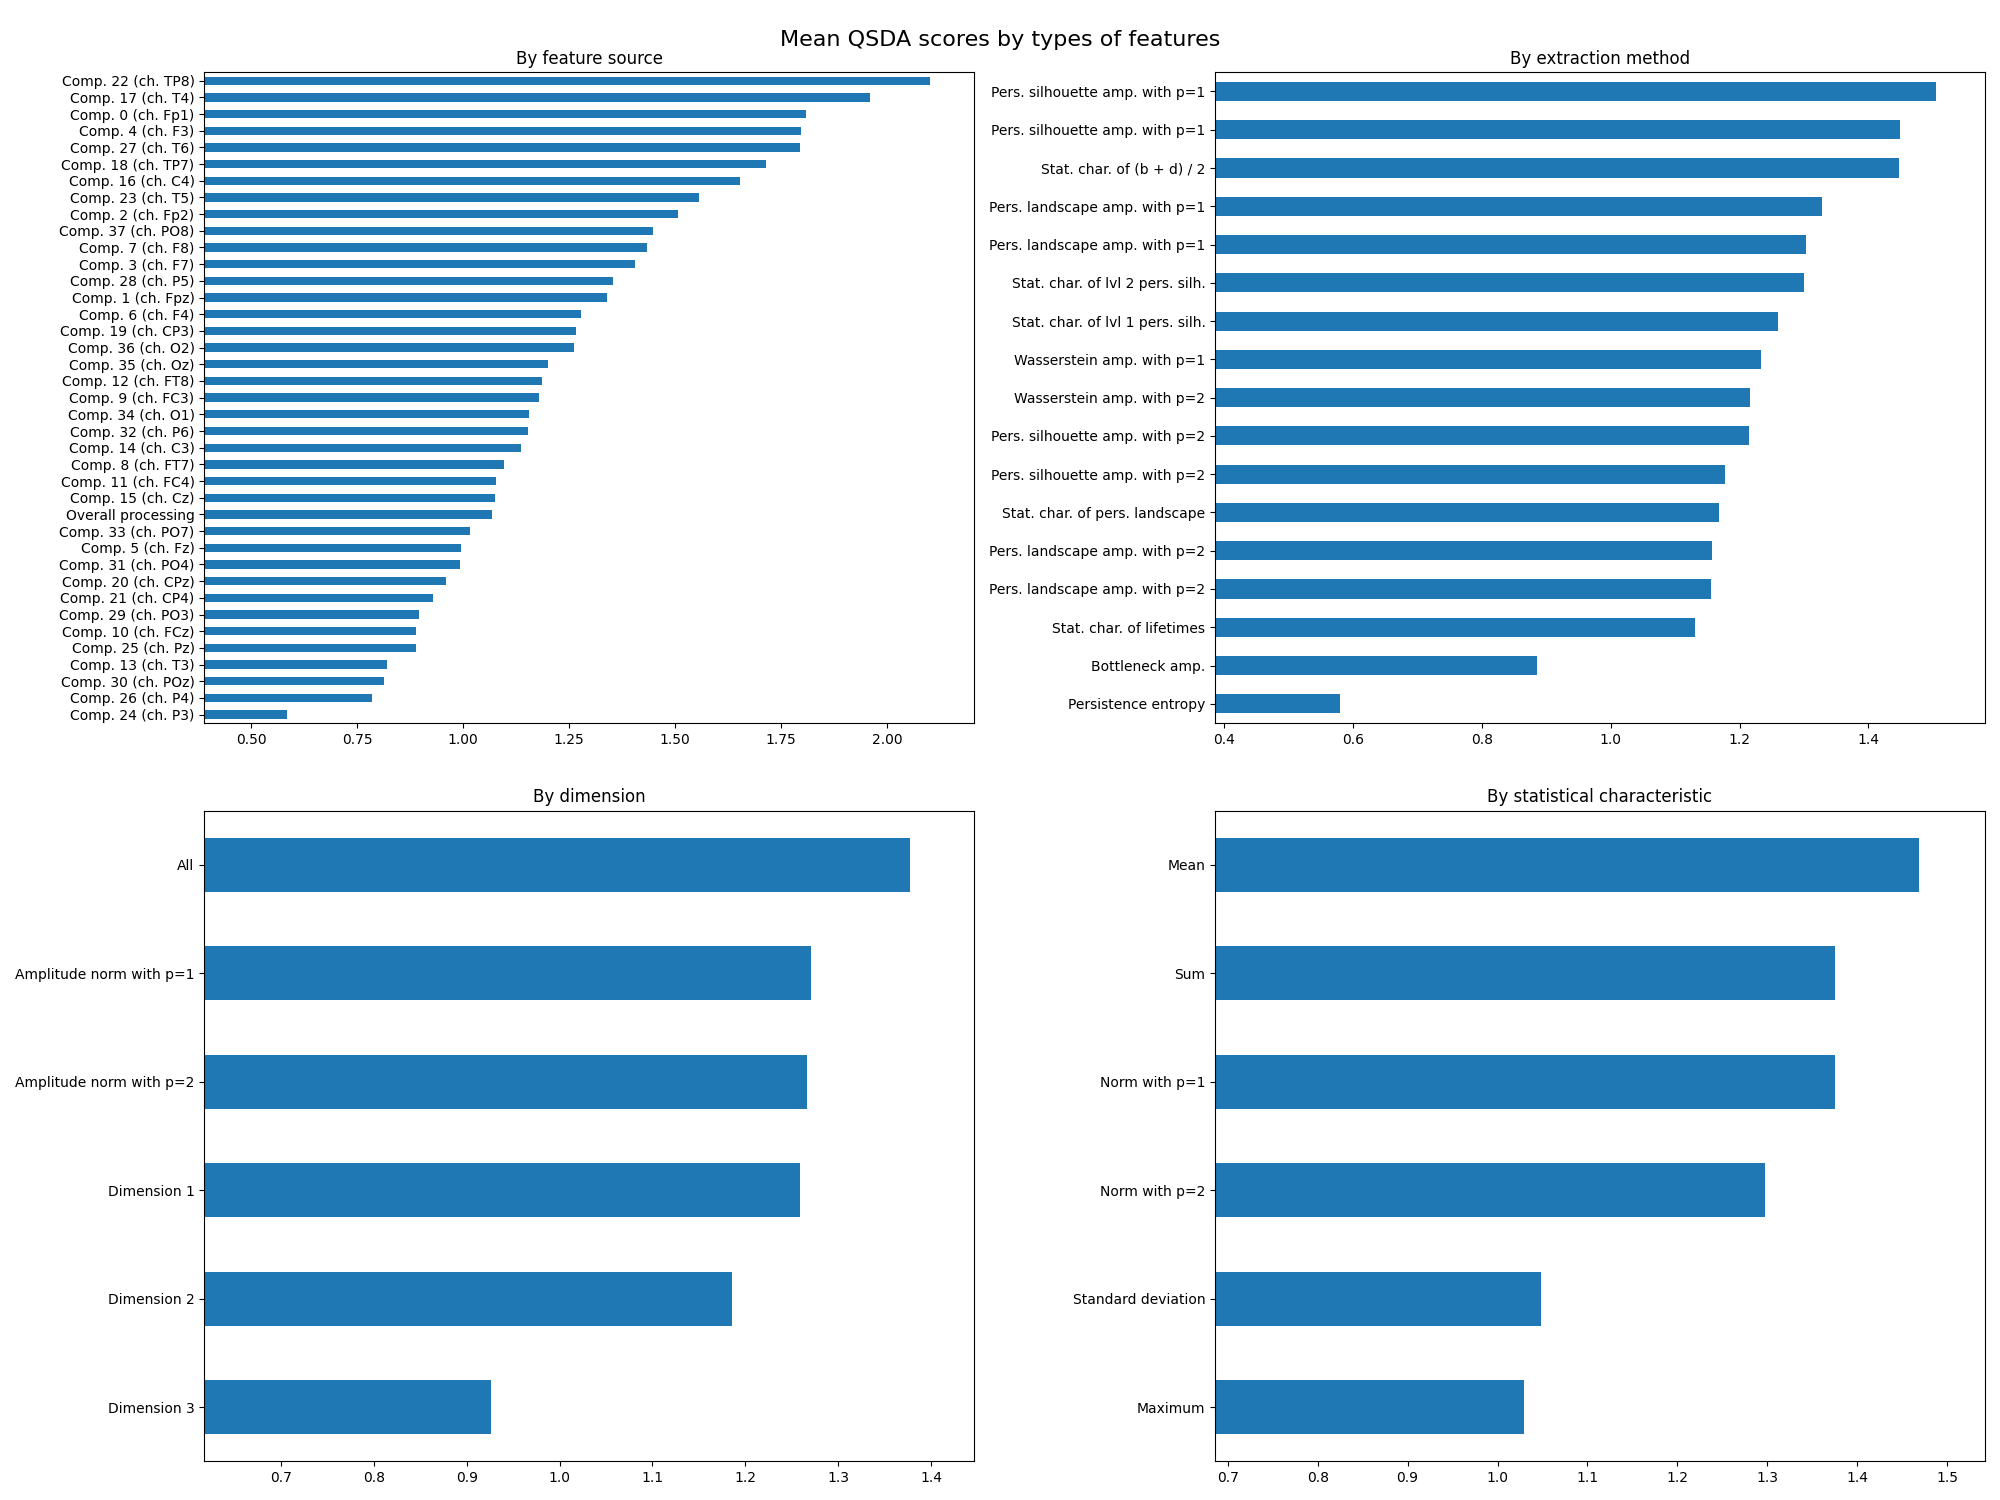 Mean QSDA scores by types of features
By feature source
Comp. 22 (ch. TP8)
Comp. 17 (ch. T4)
Comp. 0 (ch. Fp1)
Comp. 4 (ch. F3)
Comp. 27 (ch. T6)
Comp. 18 (ch. TP7)
Comp. 16 (ch. C4)
Comp. 23 (ch. T5)
Comp. 2 (ch. Fp2)
Comp. 37 (ch. PO8)
Comp. 7 (ch. F8)
Comp. 3 (ch. F7)
Comp. 28 (ch. P5)
Comp. 1 (ch. Fpz)
Comp. 6 (ch. F4)
Comp. 19 (ch. CP3)
Comp. 36 (ch. O2)
Comp. 35 (ch. Oz)
Comp. 12 (ch. FT8)
Comp. 9 (ch. FC3)
Comp. 34 (ch. O1)
Comp. 32 (ch. P6)
Comp. 14 (ch. C3)
Comp. 8 (ch. FT7)
Comp. 11 (ch. FC4)
Comp. 15 (ch. Cz)
Overall processing
Comp. 33 (ch. PO7)
Comp. 5 (ch. Fz)
Comp. 31 (ch. PO4)
Comp. 20 (ch. CPz)
Comp. 21 (ch. CP4)
Comp. 29 (ch. PO3)
Comp. 10 (ch. FCz)
Comp. 25 (ch. Pz)
Comp. 13 (ch. T3)
Comp. 30 (ch. POz)
Comp. 26 (ch. P4)
Comp. 24 (ch. P3)
0.50 0.75 1.00 1.25 1.50 1.75 2.00
By extraction method
Pers. silhouette amp. with p=1
Pers. silhouette amp. with p=1
Stat. char. of (b + d) / 2
Pers. landscape amp. with p=1
Pers. landscape amp. with p=1
Stat. char. of lvl 2 pers. silh.
Stat. char. of lvl 1 pers. silh.
Wasserstein amp. with p=1
Wasserstein amp. with p=2
Pers. silhouette amp. with p=2
Pers. silhouette amp. with p=2
Stat. char. of pers. landscape
Pers. landscape amp. with p=2
Pers. landscape amp. with p=2
Stat. char. of lifetimes
Bottleneck amp.
Persistence entropy
0.4 0.6 0.8 1.0 1.2 1.4
By dimension
All
Amplitude norm with p=1
Amplitude norm with p=2
Dimension 1
Dimension 2
Dimension 3
0.7 0.8 0.9 1.0 1.1 1.2 1.3 1.4
By statistical characteristic
Mean
Sum
Norm with p=1
Norm with p=2
Standard deviation
Maximum
0.7 0.8 0.9 1.0 1.1 1.2 1.3 1.4 1.5